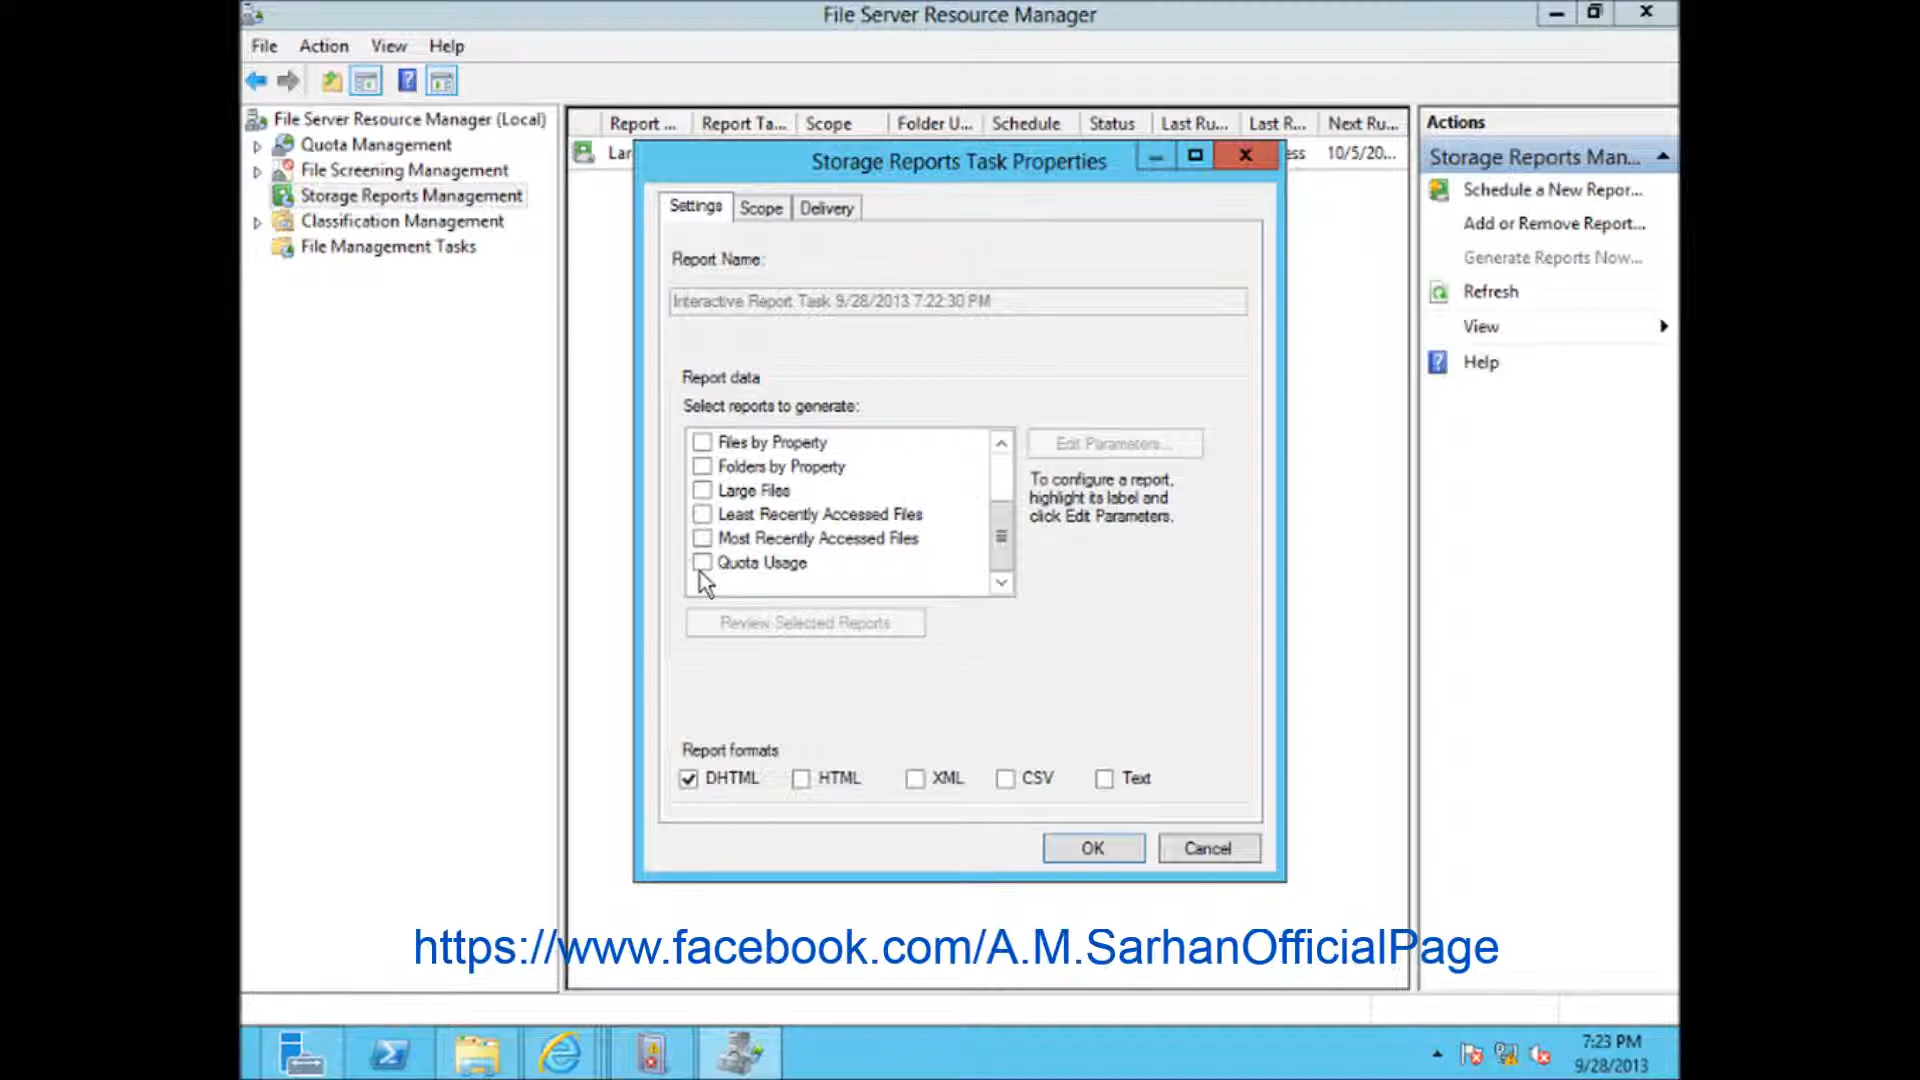 File Server Resource Manager
File Action View Help
File Server Resource Manager (Local)
Quota Management
File Screening Management
Storage Reports Management
Classification Management
File Management Tasks
Report ... Report Ta... Scope Folder U... Schedule Status Last Ru... Last R... Next Ru...
10/5/20...
Storage Reports Task Properties
Settings Scope Delivery
Report Name:
Interactive Report Task 9/28/2013 7:22:30 PM
Report data
Select reports to generate:
Files by Property
Folders by Property
Large Files
Least Recently Accessed Files
Most Recently Accessed Files
Quota Usage
Edit Parameters...
To configure a report,
highlight its label and
click Edit Parameters.
Review Selected Reports
Report formats
DHTML HTML XML CSV Text
OK Cancel
Actions
Storage Reports Man...
Schedule a New Repor...
Add or Remove Report...
Generate Reports Now...
Refresh
View
Help
https://www.facebook.com/A.M.SarhanOfficialPage
7:23 PM
9/28/2013